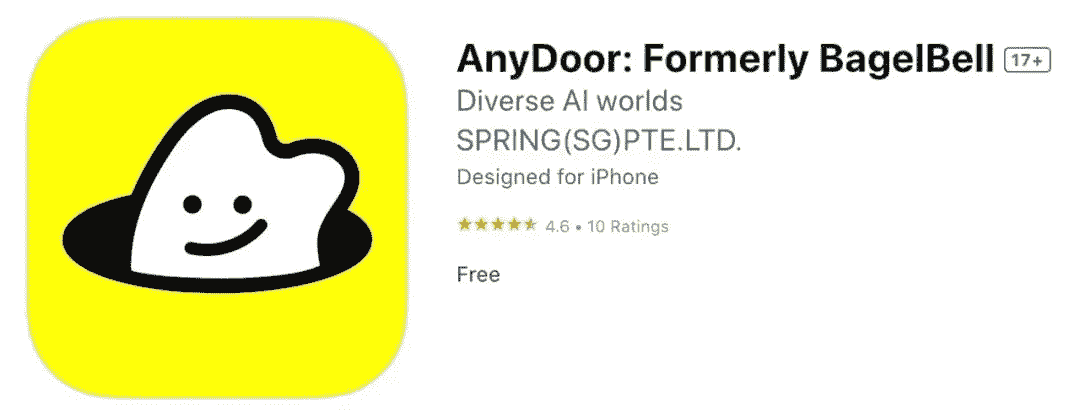 AnyDoor: Formerly BagelBell 17+
Diverse AI worlds
SPRING(SG)PTE.LTD.
Designed for iPhone
★★★★★ 4.6 • 10 Ratings
Free